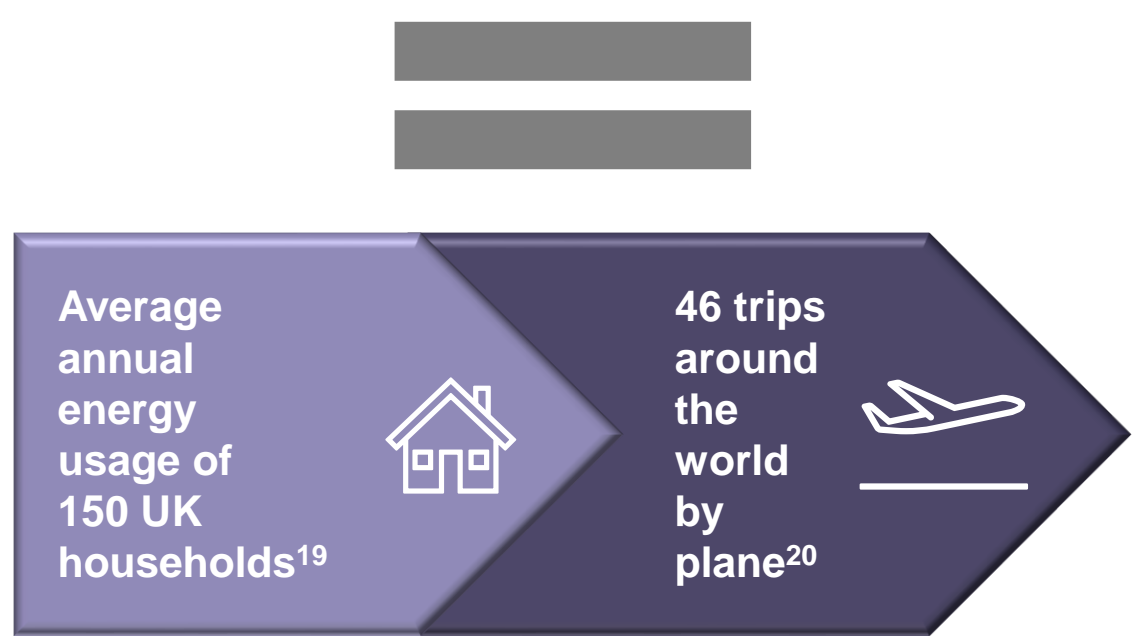 Average
annual
energy
usage of
150 UK
households19
46 trips
around
the
world
by
plane20